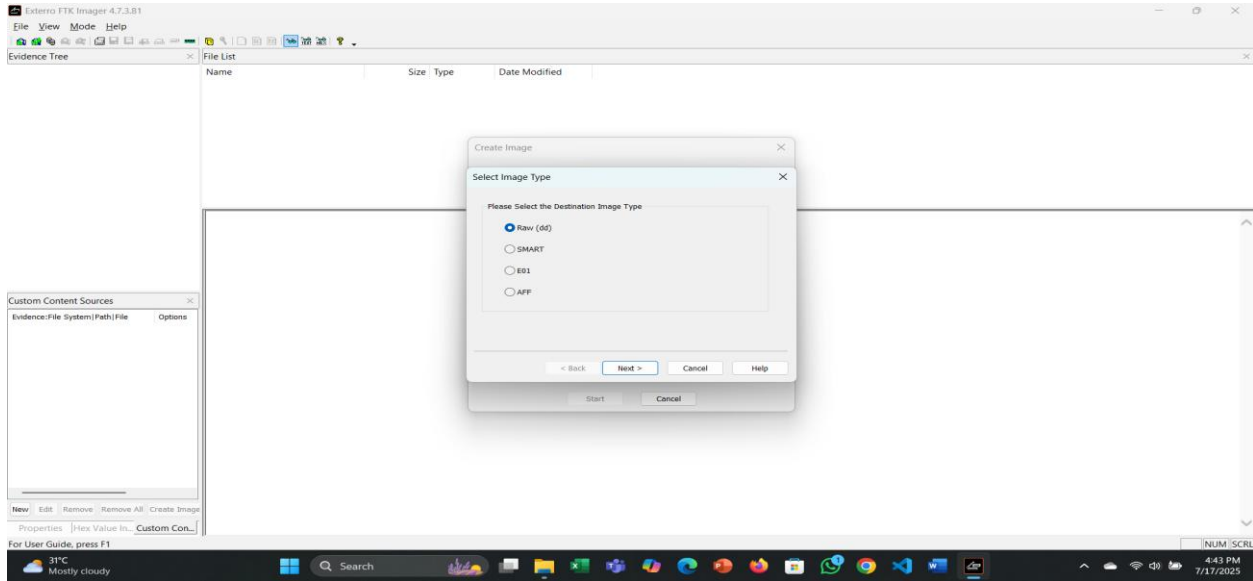 Exterro FTK Imager 4.7.3.81
File View Mode Help
Evidence Tree
File List
Name Size Type Date Modified
Create Image
Select Image Type
Please Select the Destination Image Type
Raw (dd)
SMART
E01
AFF
< Back Next > Cancel Help
Start Cancel
Custom Content Sources
Evidence:File System|Path|File Options
New Edit Remove Remove All Create Image
Properties Hex Value In... Custom Con...
For User Guide, press F1
NUM SCRL
31°C
Mostly cloudy
Search
4:43 PM
7/17/2025